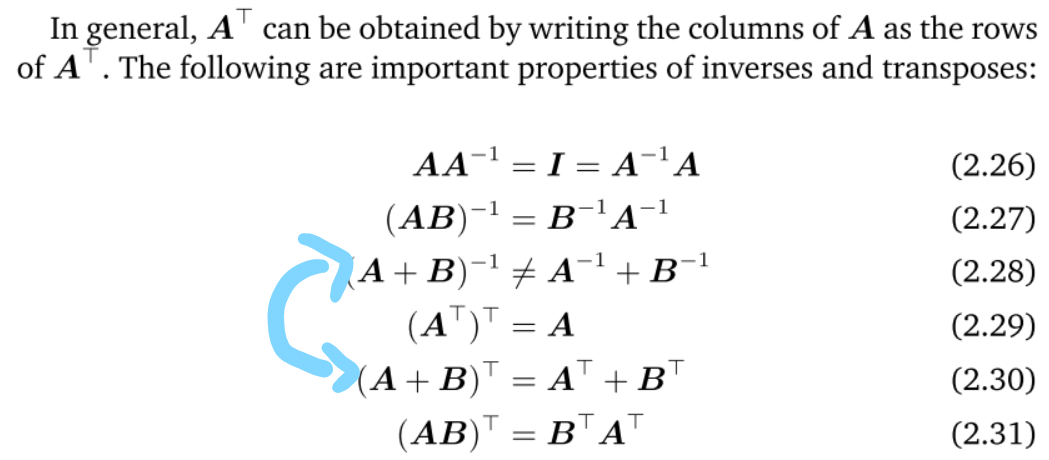 In general, A⊤ can be obtained by writing the columns of A as the rows
of A⊤. The following are important properties of inverses and transposes:
AA⁻¹ = I = A⁻¹A (2.26)
(AB)⁻¹ = B⁻¹A⁻¹ (2.27)
(A + B)⁻¹ ≠ A⁻¹ + B⁻¹ (2.28)
(A⊤)⊤ = A (2.29)
(A + B)⊤ = A⊤ + B⊤ (2.30)
(AB)⊤ = B⊤A⊤ (2.31)